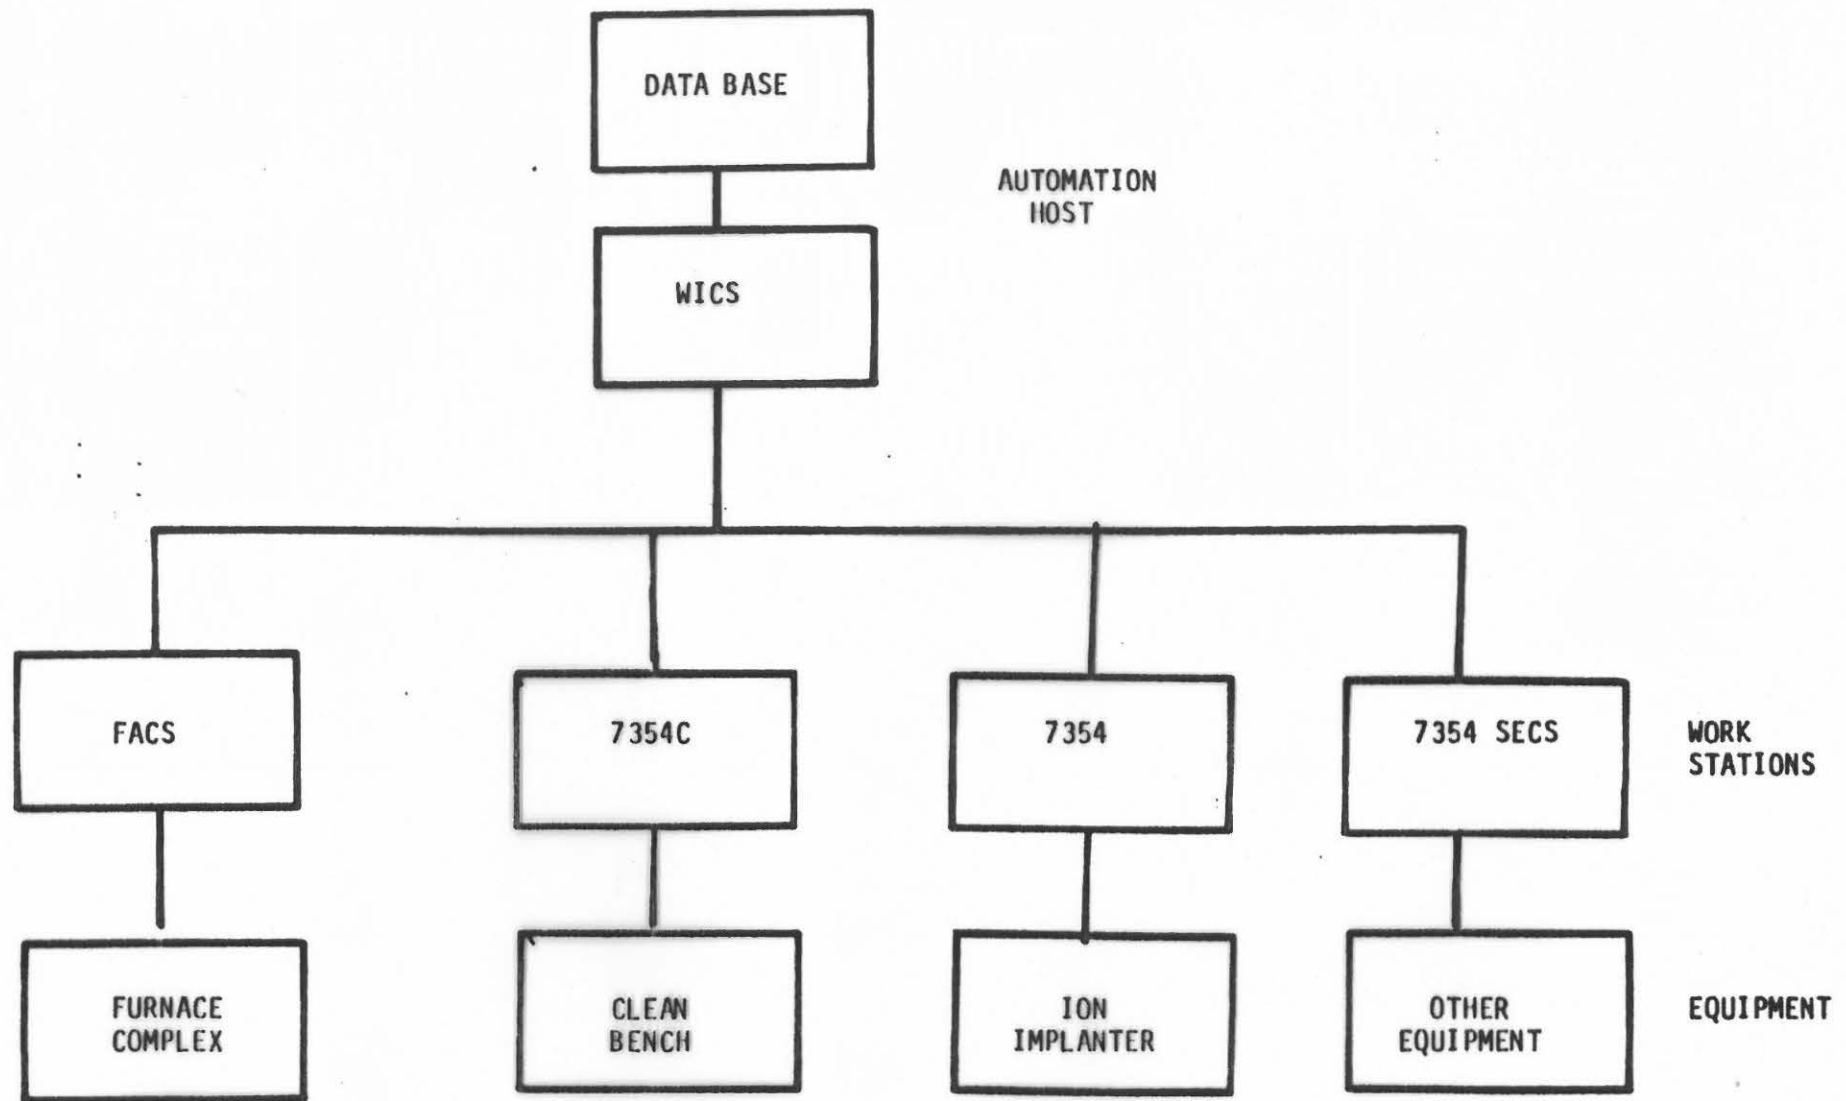 DATA BASE
AUTOMATION
HOST
WICS
FACS
7354C
7354
7354 SECS
WORK
STATIONS
FURNACE
COMPLEX
CLEAN
BENCH
ION
IMPLANTER
OTHER
EQUIPMENT
EQUIPMENT